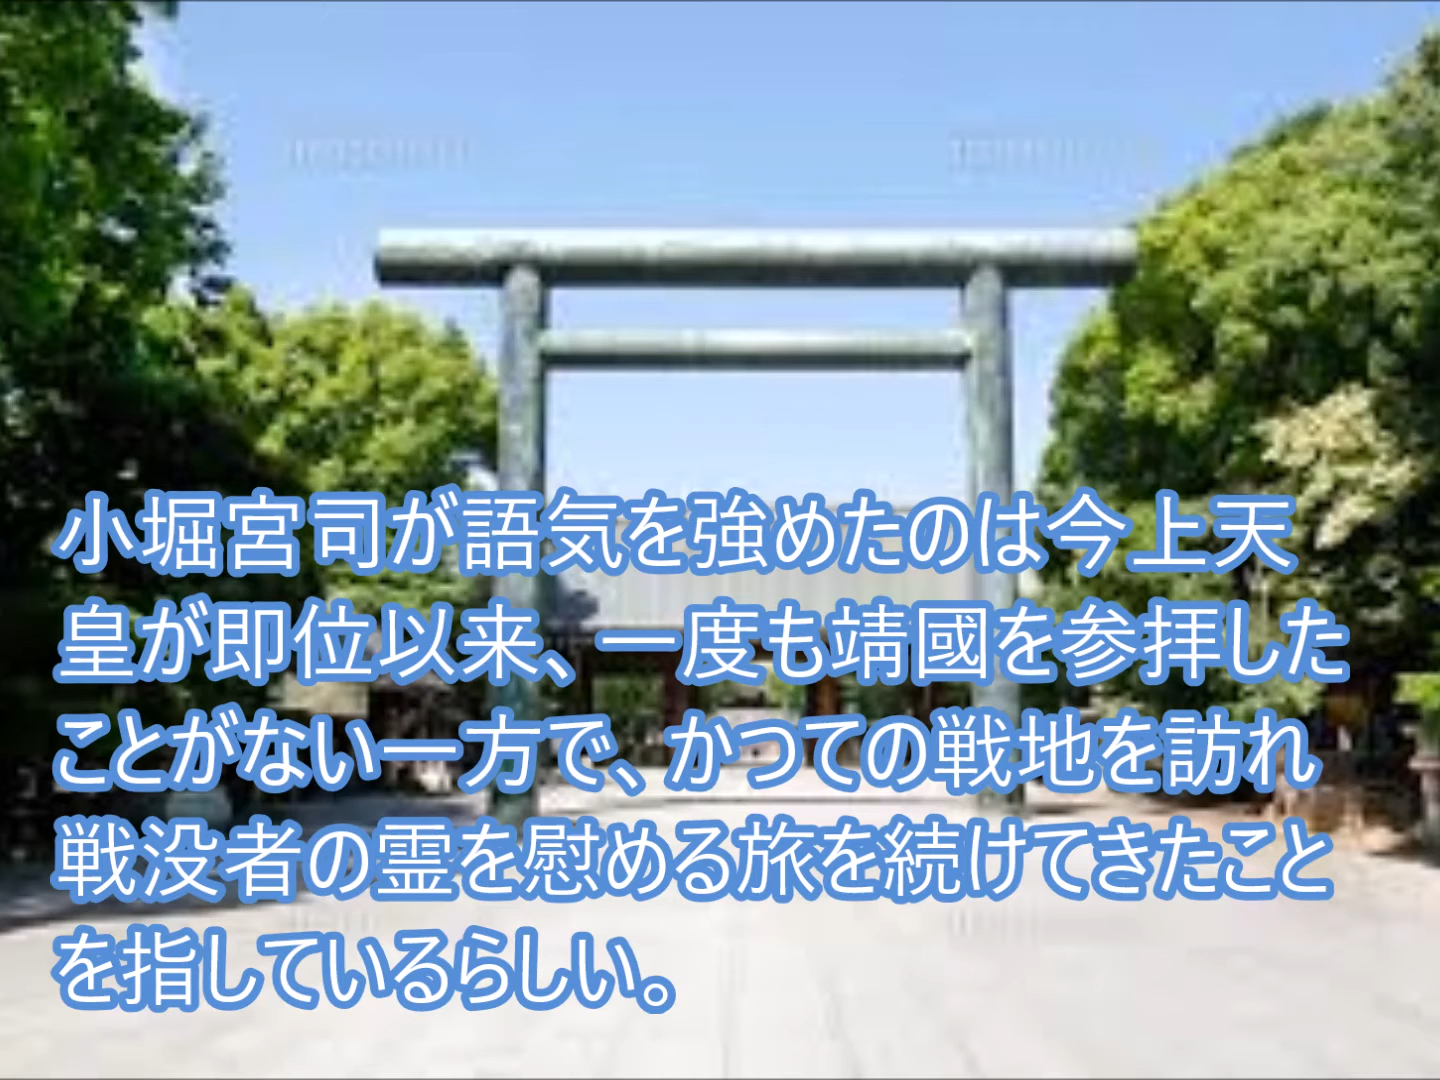 小堀宮司が語気を強めたのは今上天
皇が即位以来、一度も靖國を参拝した
ことがない一方で、かつての戦地を訪れ
戦没者の霊を慰める旅を続けてきたこと
を指しているらしい。